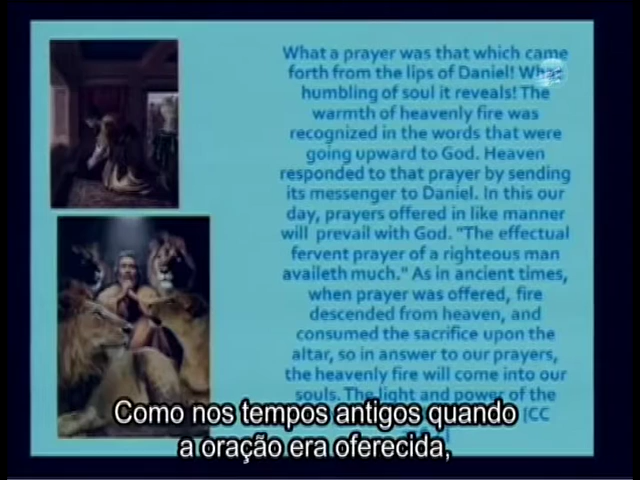 What a prayer was that which came
forth from the lips of Daniel! What
humbling of soul it reveals! The
warmth of heavenly fire was
recognized in the words that were
going upward to God. Heaven
responded to that prayer by sending
its messenger to Daniel. In this our
day, prayers offered in like manner
will prevail with God. "The effectual
fervent prayer of a righteous man
availeth much." As in ancient times,
when prayer was offered, fire
descended from heaven, and
consumed the sacrifice upon the
altar, so in answer to our prayers,
the heavenly fire will come into our
souls. The light and power of the
[CC
Como nos tempos antigos quando
a oração era oferecida,